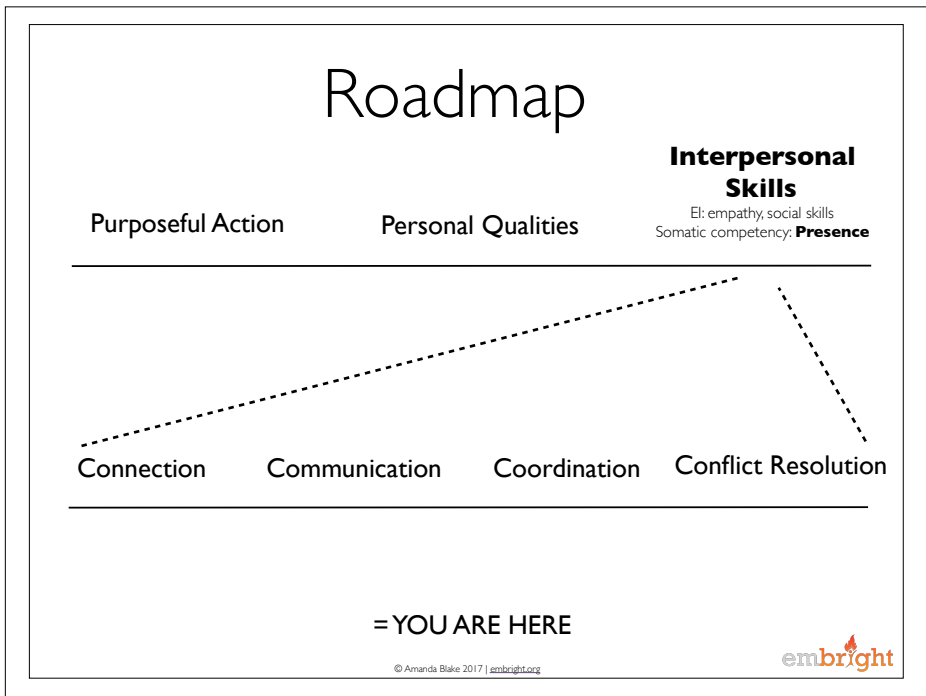 Roadmap
Interpersonal
Skills
EI: empathy, social skills
Somatic competency: Presence
Purposeful Action
Personal Qualities
Connection
Communication
Coordination
Conflict Resolution
= YOU ARE HERE
© Amanda Blake 2017 | embright.org
embright